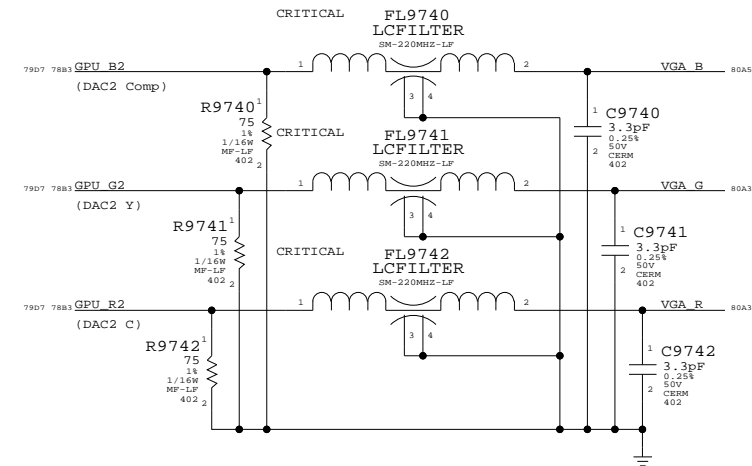 CRITICAL
FL9740
LCFILTER
SM-220MHZ-LF
79D7 78B3 GPU_B2
1
2
VGA_B
80A5
(DAC2 Comp)
3 4
R9740
1
75
1%
1/16W
MF-LF
402
2
C9740
1
3.3pF
0.25%
50V
CERM
402
2
CRITICAL
FL9741
LCFILTER
SM-220MHZ-LF
79D7 78B3 GPU_G2
1
2
VGA_G
80A3
(DAC2 Y)
3 4
R9741
1
75
1%
1/16W
MF-LF
402
2
C9741
1
3.3pF
0.25%
50V
CERM
402
2
CRITICAL
FL9742
LCFILTER
SM-220MHZ-LF
79D7 78B3 GPU_R2
1
2
VGA_R
80A3
(DAC2 C)
3 4
R9742
1
75
1%
1/16W
MF-LF
402
2
C9742
1
3.3pF
0.25%
50V
CERM
402
2